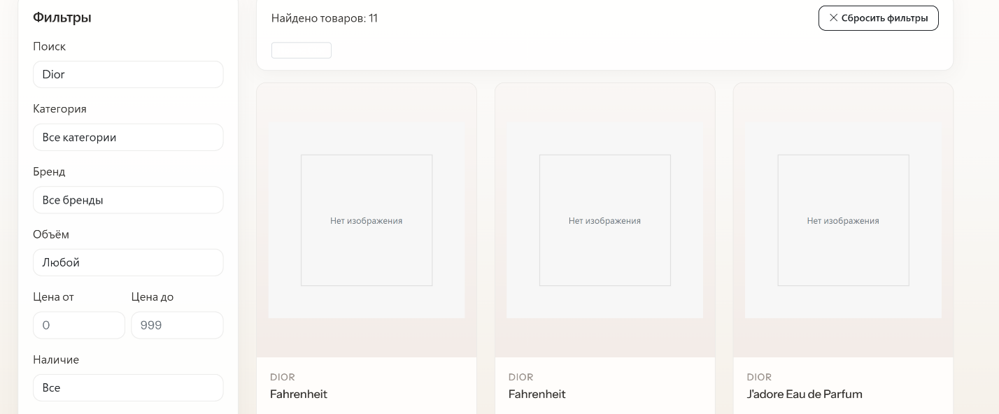 Фильтры
Поиск
Dior
Категория
Все категории
Бренд
Все бренды
Объём
Любой
Цена от
Цена до
0
999
Наличие
Все
Найдено товаров: 11
Сбросить фильтры
Нет изображения
DIOR
Fahrenheit
Нет изображения
DIOR
Fahrenheit
Нет изображения
DIOR
J'adore Eau de Parfum